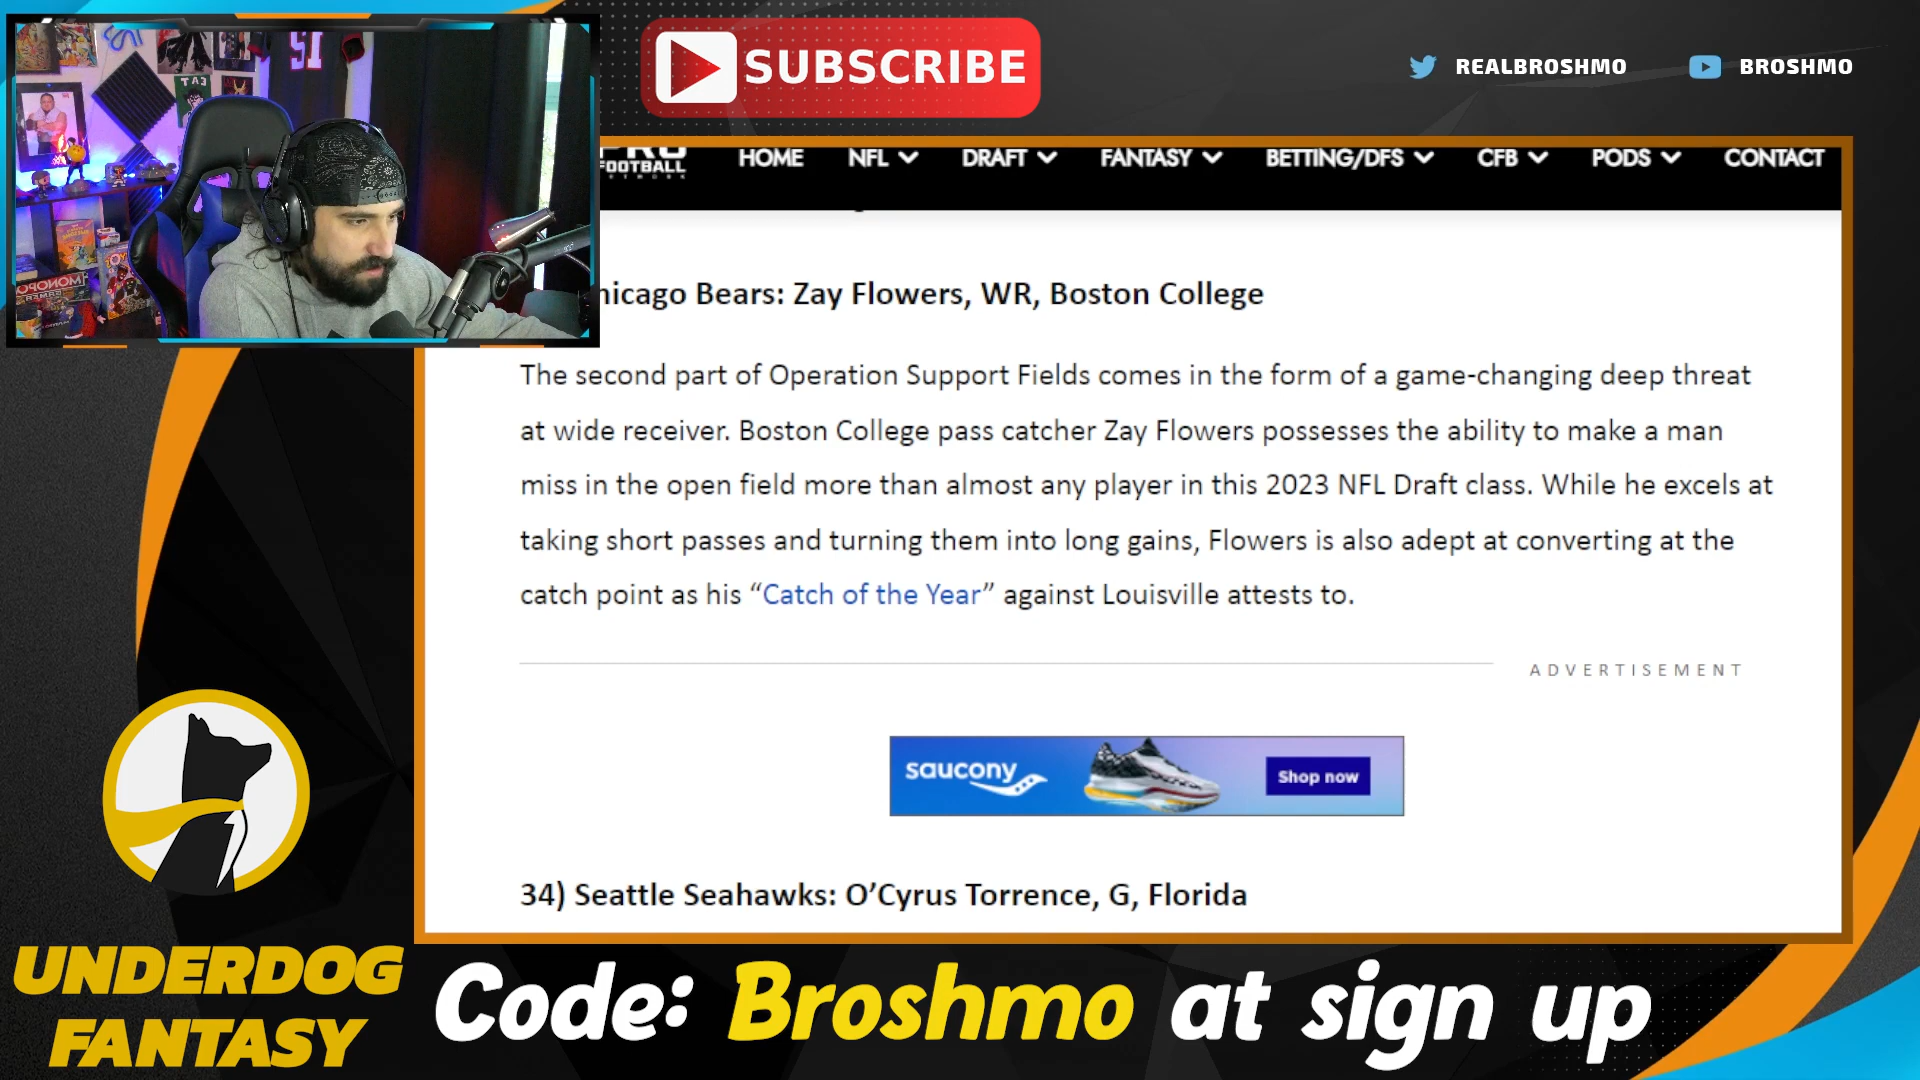 SUBSCRIBE
REALBROSHMO
BROSHMO
FOOTBALL
HOME NFL DRAFT FANTASY BETTING/DFS CFB PODS CONTACT
hicago Bears: Zay Flowers, WR, Boston College
The second part of Operation Support Fields comes in the form of a game-changing deep threat
at wide receiver. Boston College pass catcher Zay Flowers possesses the ability to make a man
miss in the open field more than almost any player in this 2023 NFL Draft class. While he excels at
taking short passes and turning them into long gains, Flowers is also adept at converting at the
catch point as his “Catch of the Year” against Louisville attests to.
ADVERTISEMENT
saucony
Shop now
34) Seattle Seahawks: O’Cyrus Torrence, G, Florida
UNDERDOG
FANTASY
Code: Broshmo at sign up